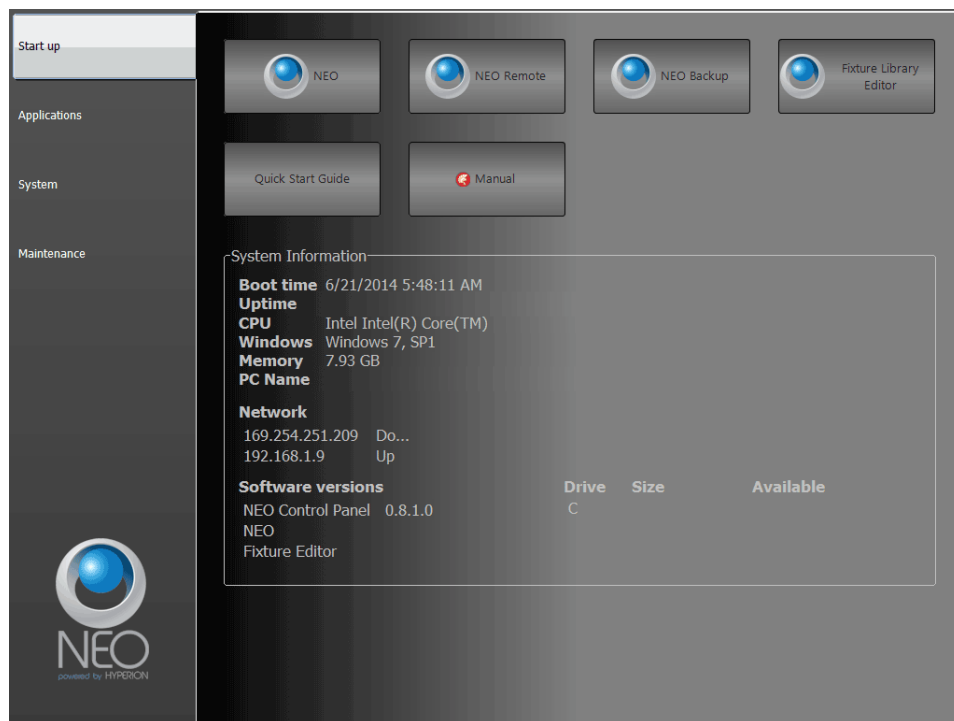 Start up
Applications
System
Maintenance
NEO
NEO Remote
NEO Backup
Fixture Library
Editor
Quick Start Guide
Manual
System Information
Boot time 6/21/2014 5:48:11 AM
Uptime
CPU Intel Intel(R) Core(TM)
Windows Windows 7, SP1
Memory 7.93 GB
PC Name
Network
169.254.251.209 Do...
192.168.1.9 Up
Software versions
NEO Control Panel 0.8.1.0
NEO
Fixture Editor
Drive Size Available
C
NEO
powered by HYPERION